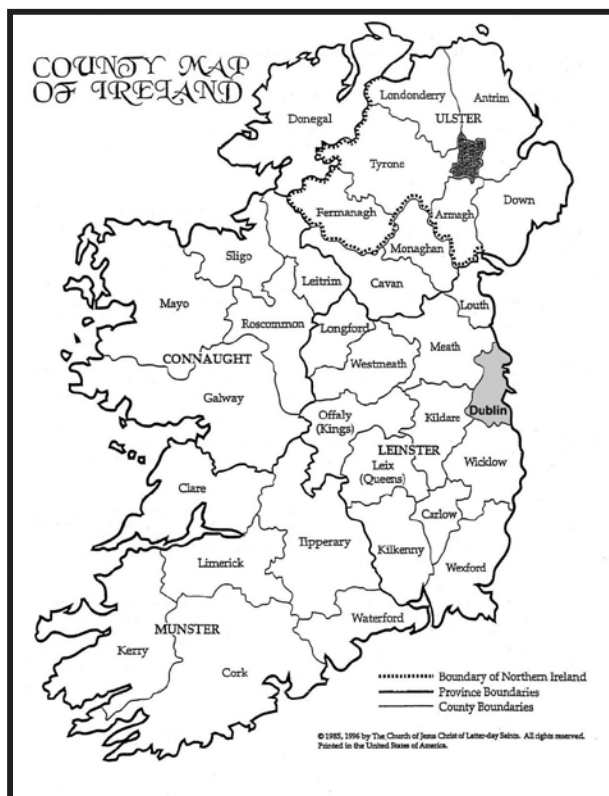 COUNTY MAP
OF IRELAND
Londonderry
Antrim
Donegal
ULSTER
Tyrone
Down
Fermanagh
Armagh
Monaghan
Sligo
Leitrim
Cavan
Mayo
Louth
Roscommon
Longford
Meath
CONNAUGHT
Westmeath
Galway
Offaly
(Kings)
Kildare
Dublin
LEINSTER
Leix
(Queens)
Wicklow
Clare
Carlow
Tipperary
Kilkenny
Limerick
Wexford
Waterford
MUNSTER
Kerry
Cork
Boundary of Northern Ireland
Province Boundaries
County Boundaries
© 1985, 1996 by The Church of Jesus Christ of Latter-day Saints. All rights reserved.
Printed in the United States of America.